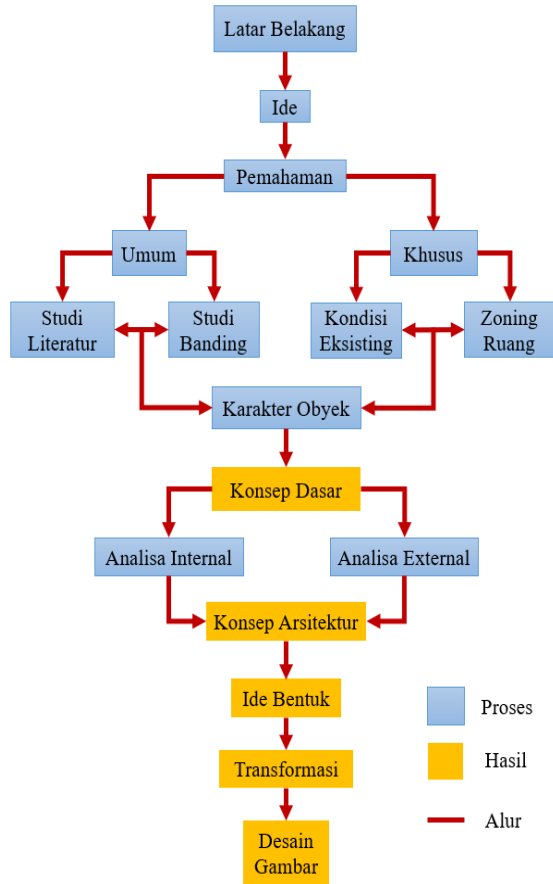 Latar Belakang
Ide
Pemahaman
Umum
Khusus
Studi
Literatur
Studi
Banding
Kondisi
Eksisting
Zoning
Ruang
Karakter Obyek
Konsep Dasar
Analisa Internal
Analisa External
Konsep Arsitektur
Ide Bentuk
Transformasi
Desain
Gambar
Proses
Hasil
Alur